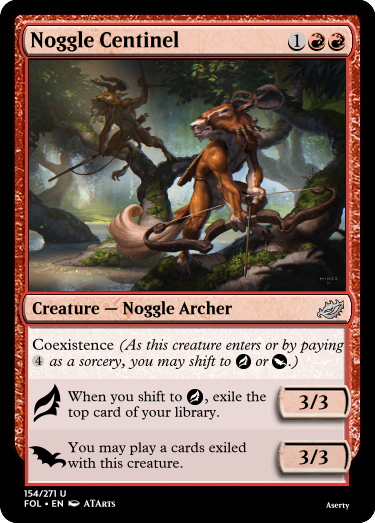 Noggle Centinel 1
Creature — Noggle Archer
Coexistence (As this creature enters or by paying
4 as a sorcery, you may shift to or .)
When you shift to , exile the
top card of your library.
3/3
You may play a cards exiled
with this creature.
3/3
154/271 U
FOL • EN ATARTS
Aserty